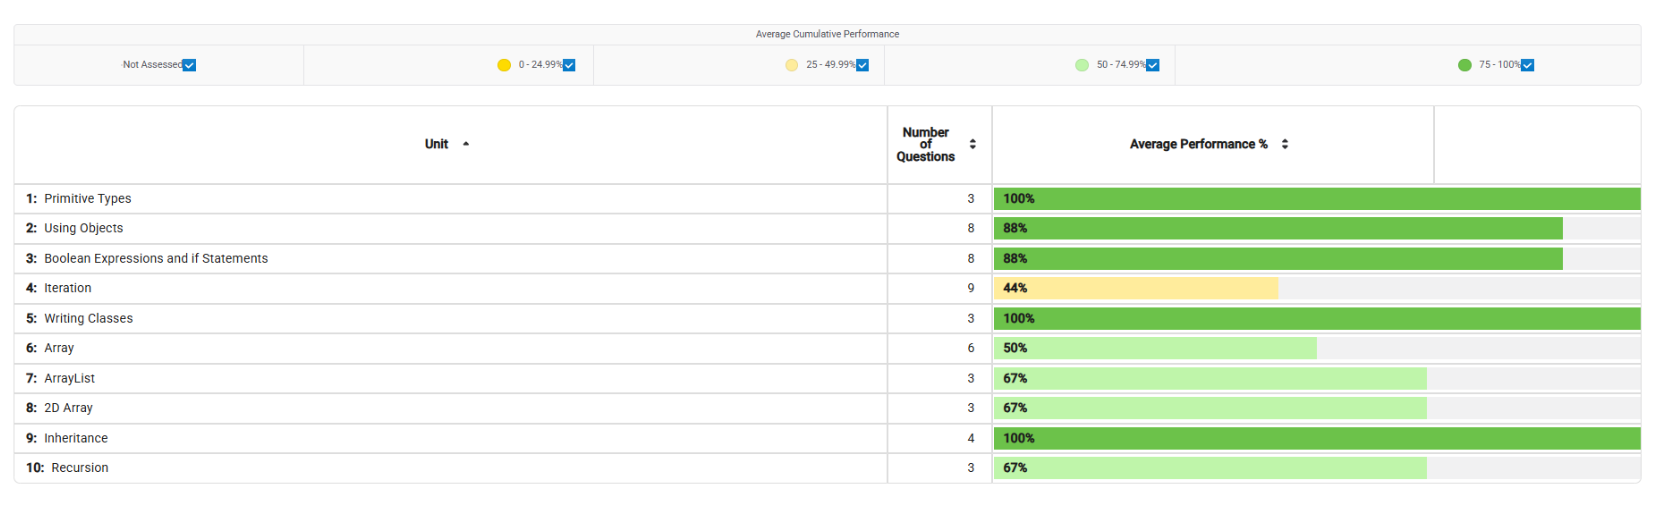 Average Cumulative Performance
Not Assessed 0 - 24.99% 25 - 49.99% 50 - 74.99% 75 - 100%
Unit Number of Questions Average Performance %
1: Primitive Types 3 100%
2: Using Objects 8 88%
3: Boolean Expressions and if Statements 8 88%
4: Iteration 9 44%
5: Writing Classes 3 100%
6: Array 6 50%
7: ArrayList 3 67%
8: 2D Array 3 67%
9: Inheritance 4 100%
10: Recursion 3 67%